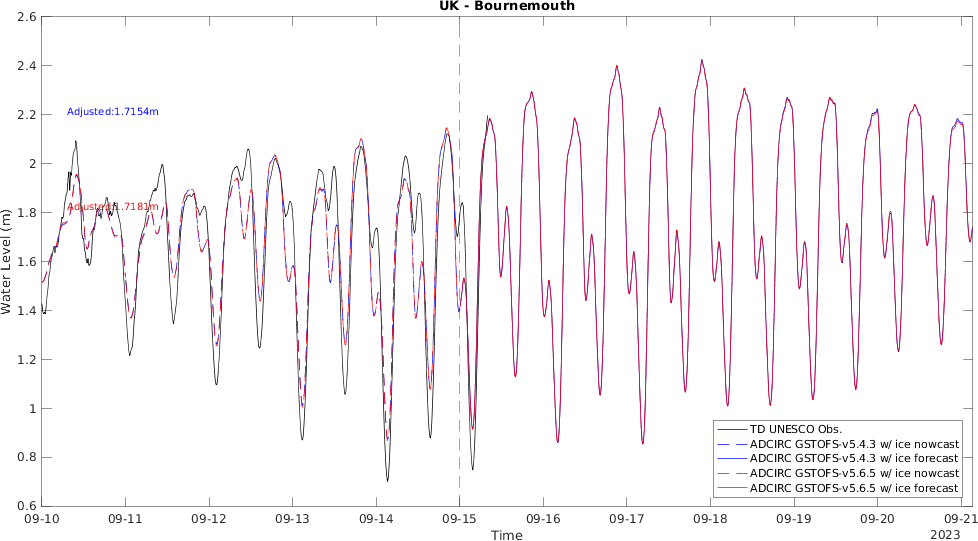 UK - Bournemouth
2.6
2.4
2.2
2
1.8
1.6
1.4
1.2
1
0.8
0.6
Water Level (m)
Adjusted:1.7154m
Adjusted:1.7181m
TD UNESCO Obs.
ADCIRC GSTOFS-v5.4.3 w/ ice nowcast
ADCIRC GSTOFS-v5.4.3 w/ ice forecast
ADCIRC GSTOFS-v5.6.5 w/ ice nowcast
ADCIRC GSTOFS-v5.6.5 w/ ice forecast
09-10 09-11 09-12 09-13 09-14 09-15 09-16 09-17 09-18 09-19 09-20 09-21
Time
2023